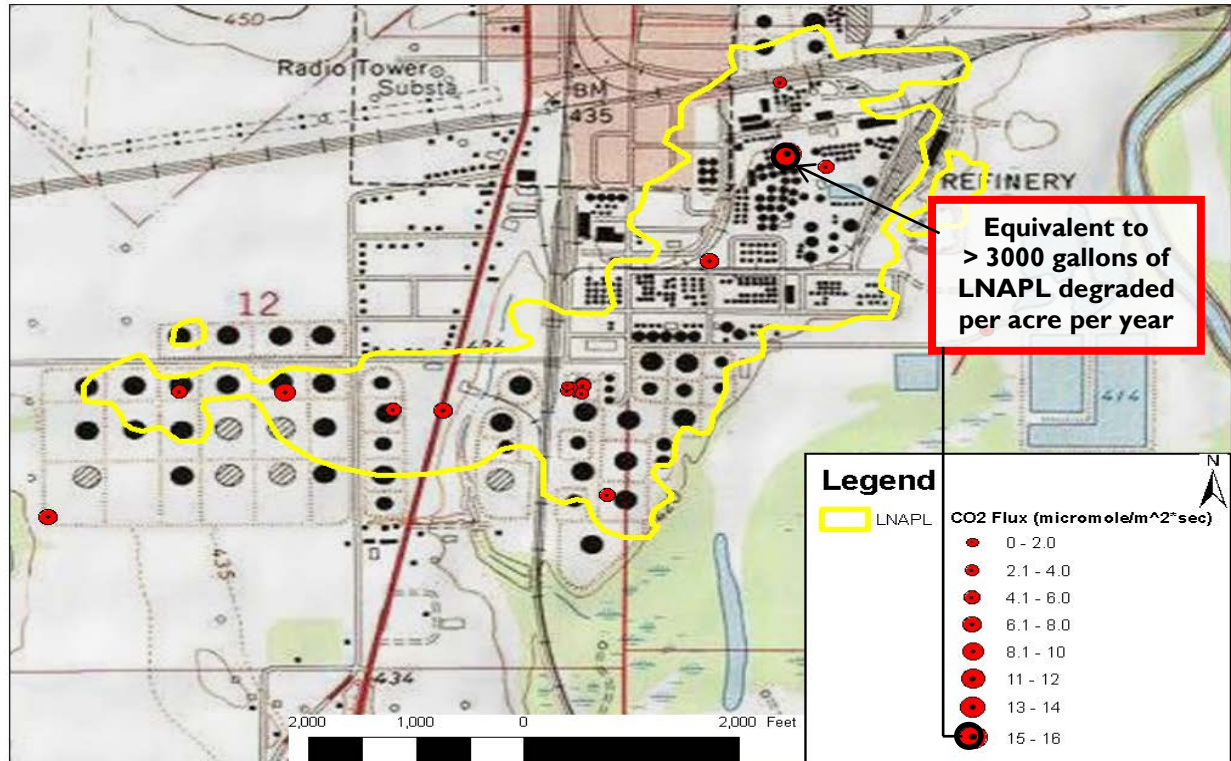 450
Radio Tower
Substa
BM
435
REFINERY
Equivalent to
> 3000 gallons of
LNAPL degraded
per acre per year
12
434
414
435
434
2,000 1,000 0 2,000 Feet
N
Legend
LNAPL
CO2 Flux (micromole/m^2*sec)
0 - 2.0
2.1 - 4.0
4.1 - 6.0
6.1 - 8.0
8.1 - 10
11 - 12
13 - 14
15 - 16